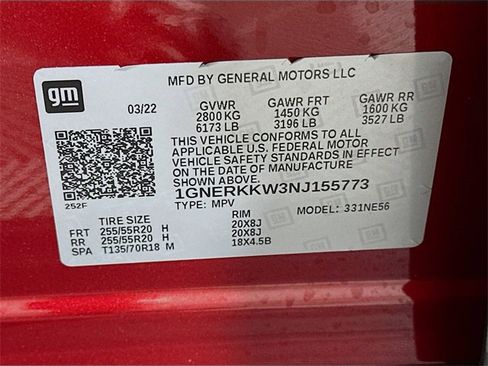 gm
MFD BY GENERAL MOTORS LLC
03/22 GVWR GAWR FRT GAWR RR
2800 KG 1450 KG 1600 KG
6173 LB 3196 LB 3527 LB
THIS VEHICLE CONFORMS TO ALL
APPLICABLE U.S. FEDERAL MOTOR
VEHICLE SAFETY STANDARDS IN EFFECT ON
THE DATE OF MANUFACTURE SHOWN ABOVE.
1GNERKKW3NJ155773
252F TYPE: MPV MODEL: 331NE56
TIRE SIZE RIM
FRT 255/55R20 H 20X8J
RR 255/55R20 H 20X8J
SPA T135/70R18 M 18X4.5B